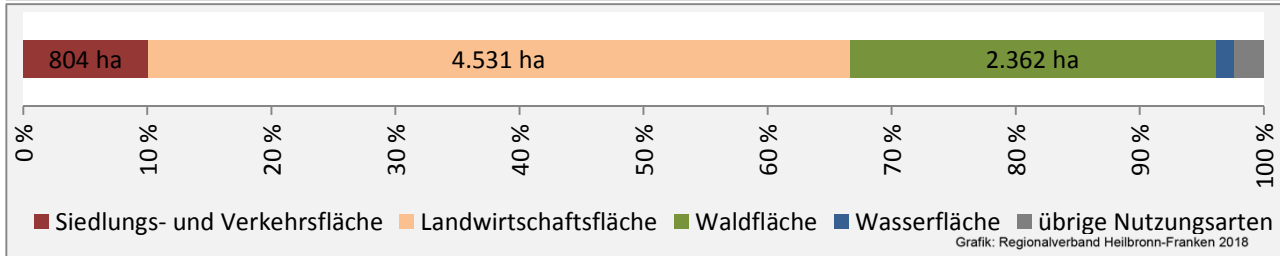 804 ha 4.531 ha 2.362 ha
0 % 10 % 20 % 30 % 40 % 50 % 60 % 70 % 80 % 90 % 100 %
Siedlungs- und Verkehrsfläche Landwirtschaftsfläche Waldfläche Wasserfläche übrige Nutzungsarten
Grafik: Regionalverband Heilbronn-Franken 2018